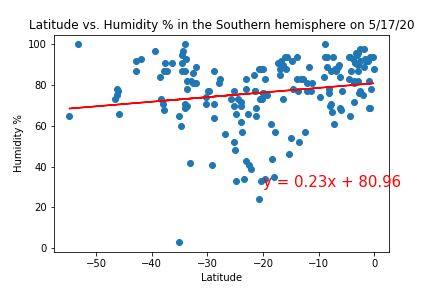 Latitude vs. Humidity % in the Southern hemisphere on 5/17/20
100
80
60
40
20
0
Humidity %
y = 0.23x + 80.96
−50 −40 −30 −20 −10 0
Latitude